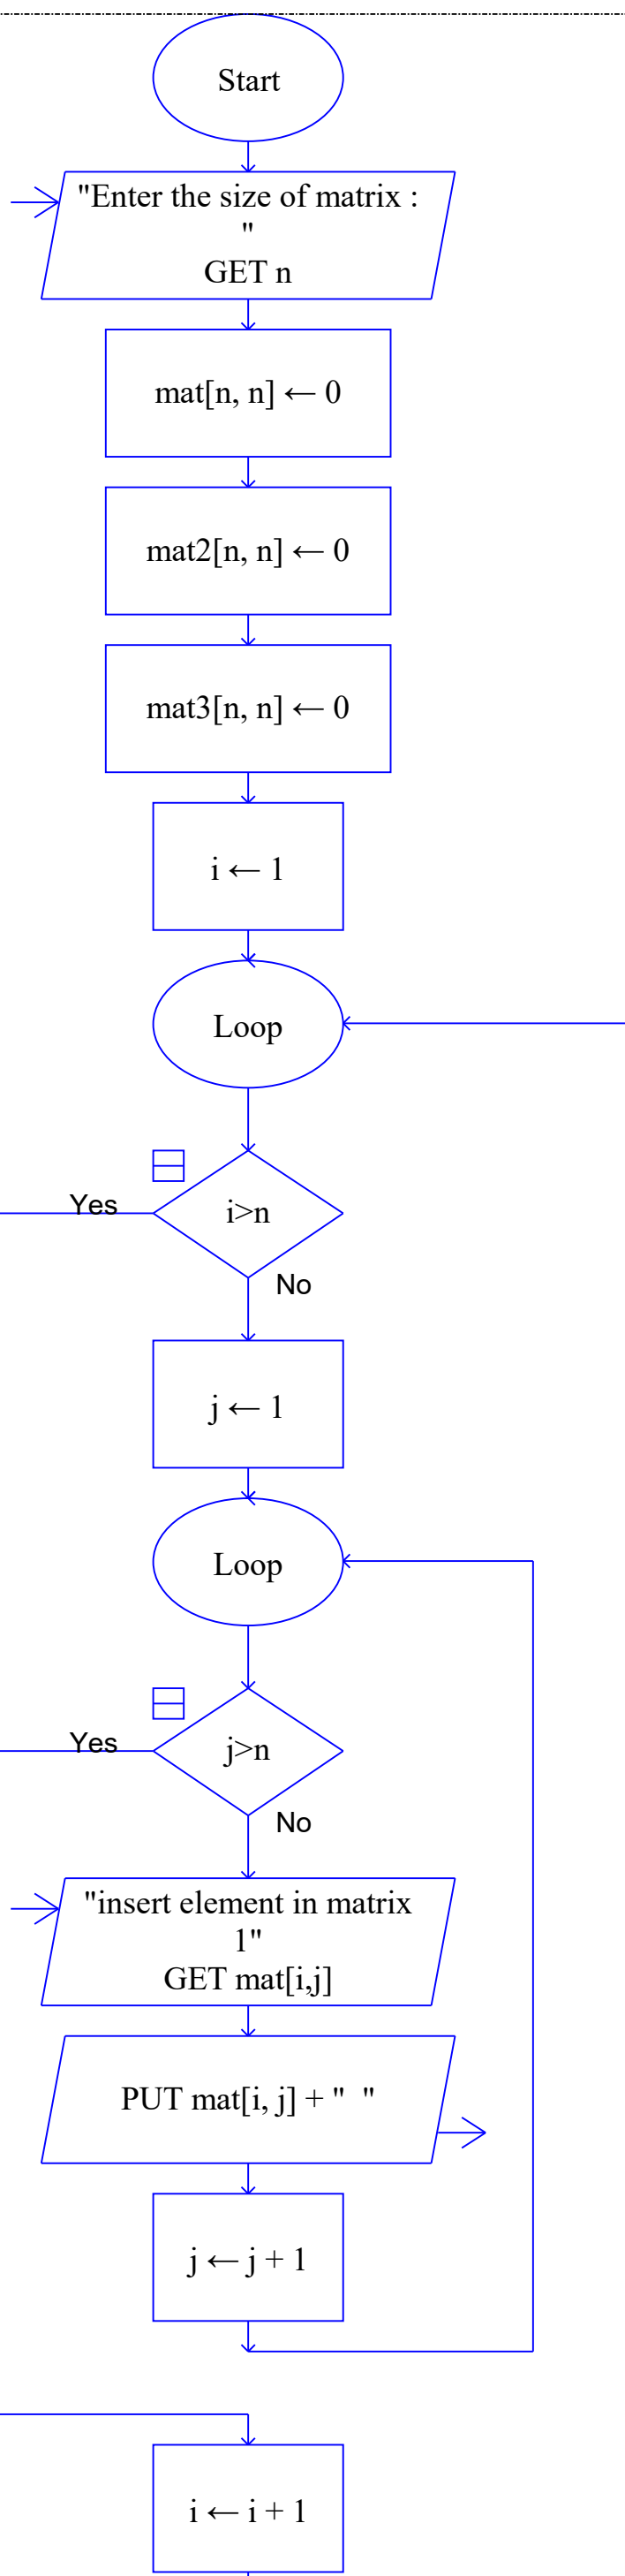 Start
"Enter the size of matrix :
"
GET n
mat[n, n] ← 0
mat2[n, n] ← 0
mat3[n, n] ← 0
i ← 1
Loop
Yes
i>n
No
j ← 1
Loop
Yes
j>n
No
"insert element in matrix
1"
GET mat[i,j]
PUT mat[i, j] + "  "
j ← j + 1
i ← i + 1